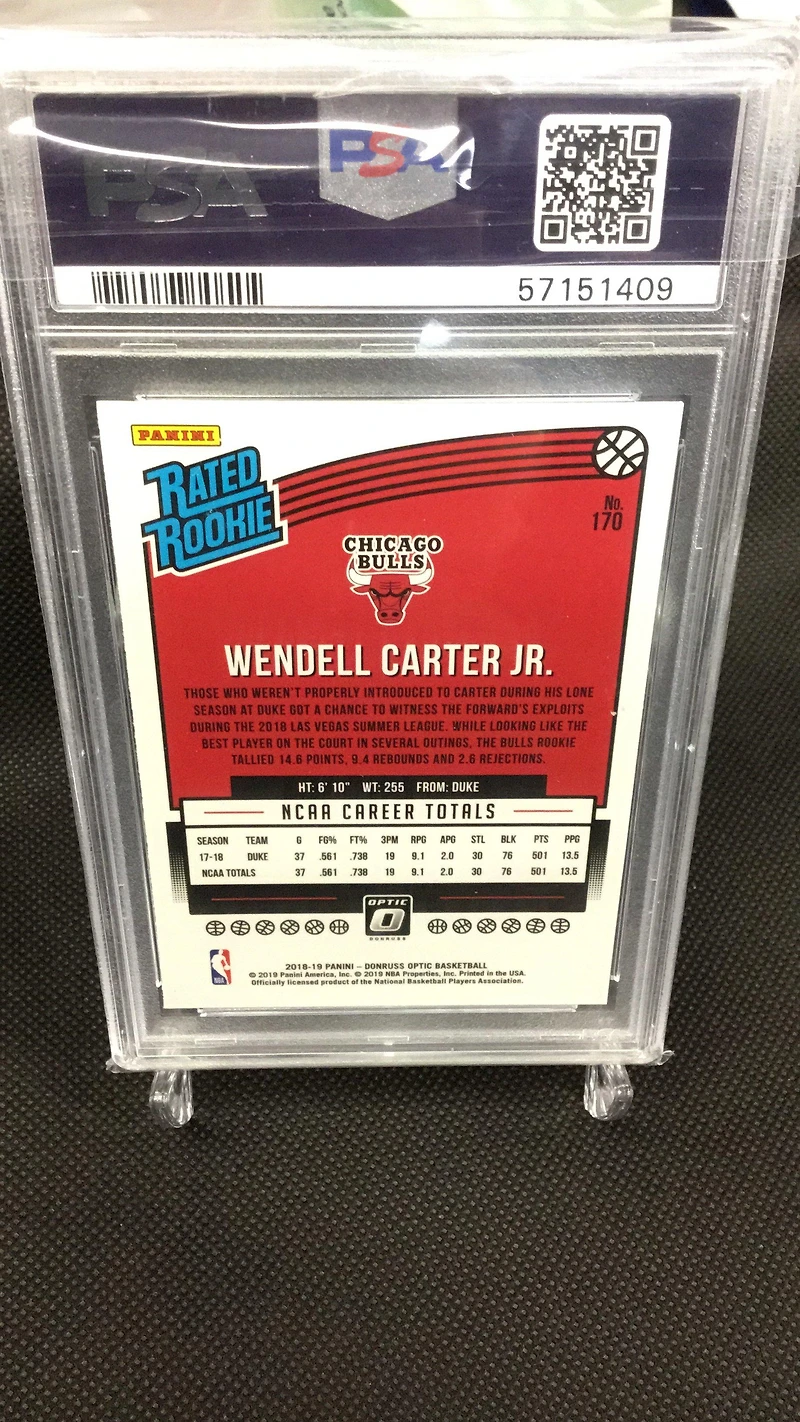 PSA
PSA
57151409
PANINI
RATED
ROOKIE
No.
170
CHICAGO
BULLS
WENDELL CARTER JR.
THOSE WHO WEREN'T PROPERLY INTRODUCED TO CARTER DURING HIS LONE
SEASON AT DUKE GOT A CHANCE TO WITNESS THE FORWARD'S EXPLOITS
DURING THE 2018 LAS VEGAS SUMMER LEAGUE. WHILE LOOKING LIKE THE
BEST PLAYER ON THE COURT IN SEVERAL OUTINGS, THE BULLS ROOKIE
TALLIED 14.6 POINTS, 9.4 REBOUNDS AND 2.6 REJECTIONS.
HT: 6' 10" WT: 255 FROM: DUKE
NCAA CAREER TOTALS
SEASON TEAM G FG% FT% 3PM RPG APG STL BLK PTS PPG
17-18 DUKE 37 .561 .738 19 9.1 2.0 30 76 501 13.5
NCAA TOTALS 37 .561 .738 19 9.1 2.0 30 76 501 13.5
OPTIC
O
DONRUSS
NBA
2018-19 PANINI – DONRUSS OPTIC BASKETBALL
© 2019 Panini America, Inc. © 2019 NBA Properties, Inc. Printed in the USA.
Officially licensed product of the National Basketball Players Association.